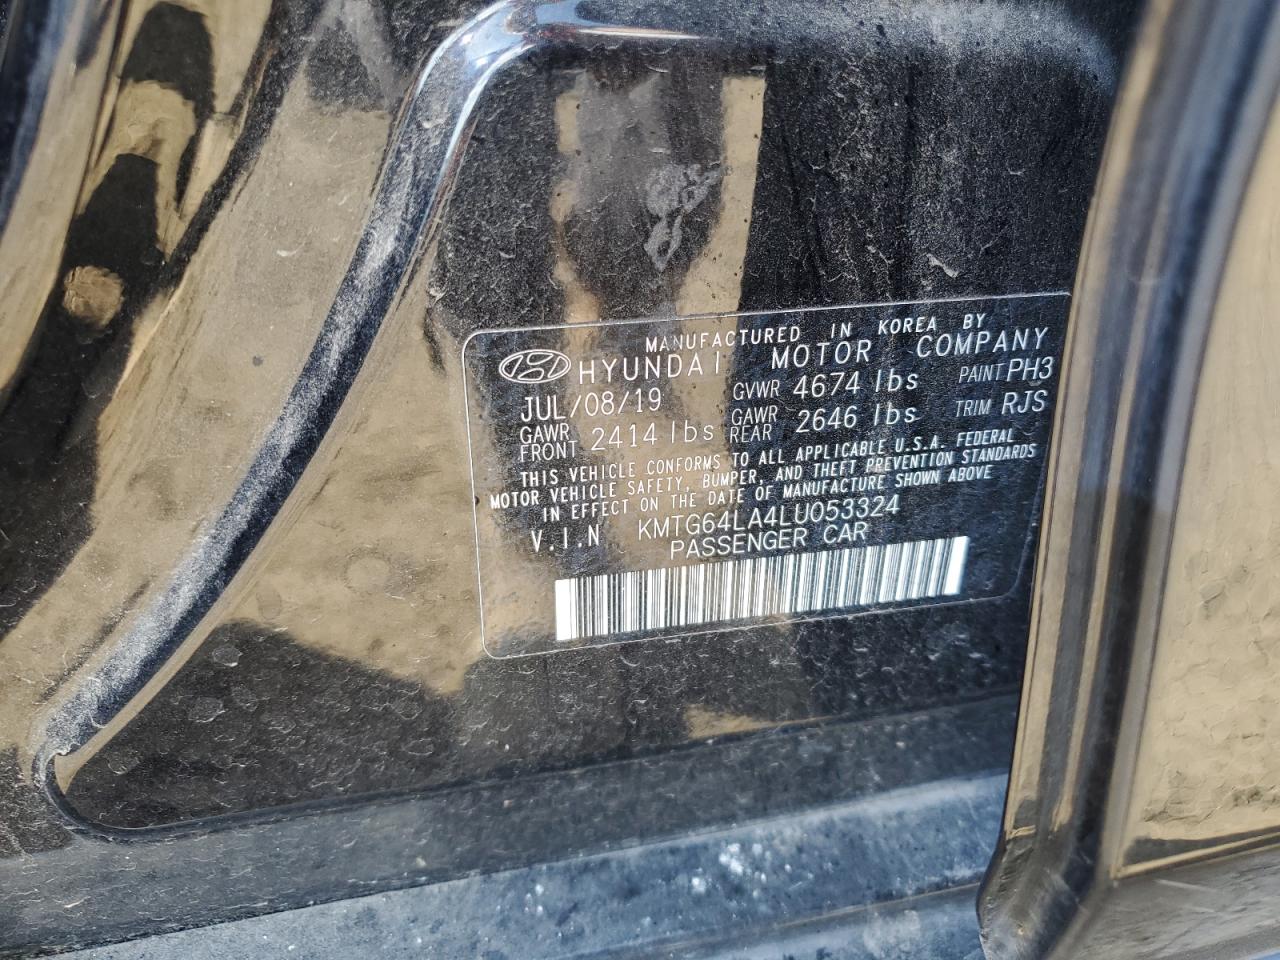 MANUFACTURED IN KOREA BY
HYUNDAI MOTOR COMPANY
JUL/08/19 GVWR 4674 lbs PAINT PH3
GAWR FRONT 2414 lbs GAWR REAR 2646 lbs TRIM RJS
THIS VEHICLE CONFORMS TO ALL APPLICABLE U.S.A. FEDERAL
MOTOR VEHICLE SAFETY, BUMPER, AND THEFT PREVENTION STANDARDS
IN EFFECT ON THE DATE OF MANUFACTURE SHOWN ABOVE
V.I.N KMTG64LA4LU053324
PASSENGER CAR